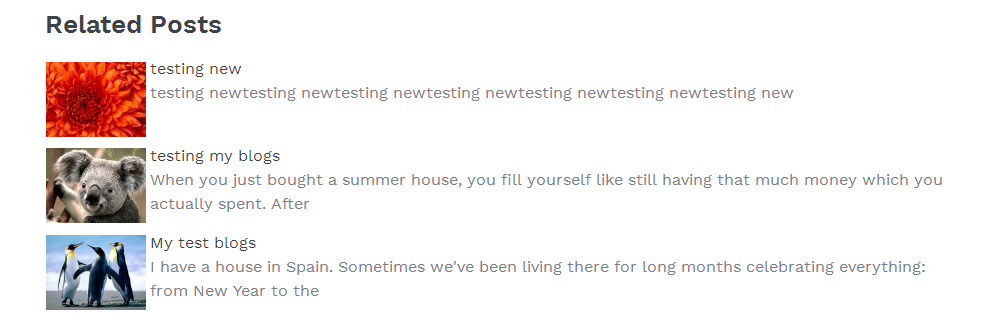 Related Posts
testing new
testing newtesting newtesting newtesting newtesting newtesting newtesting new
testing my blogs
When you just bought a summer house, you fill yourself like still having that much money which you
actually spent. After
My test blogs
I have a house in Spain. Sometimes we've been living there for long months celebrating everything:
from New Year to the